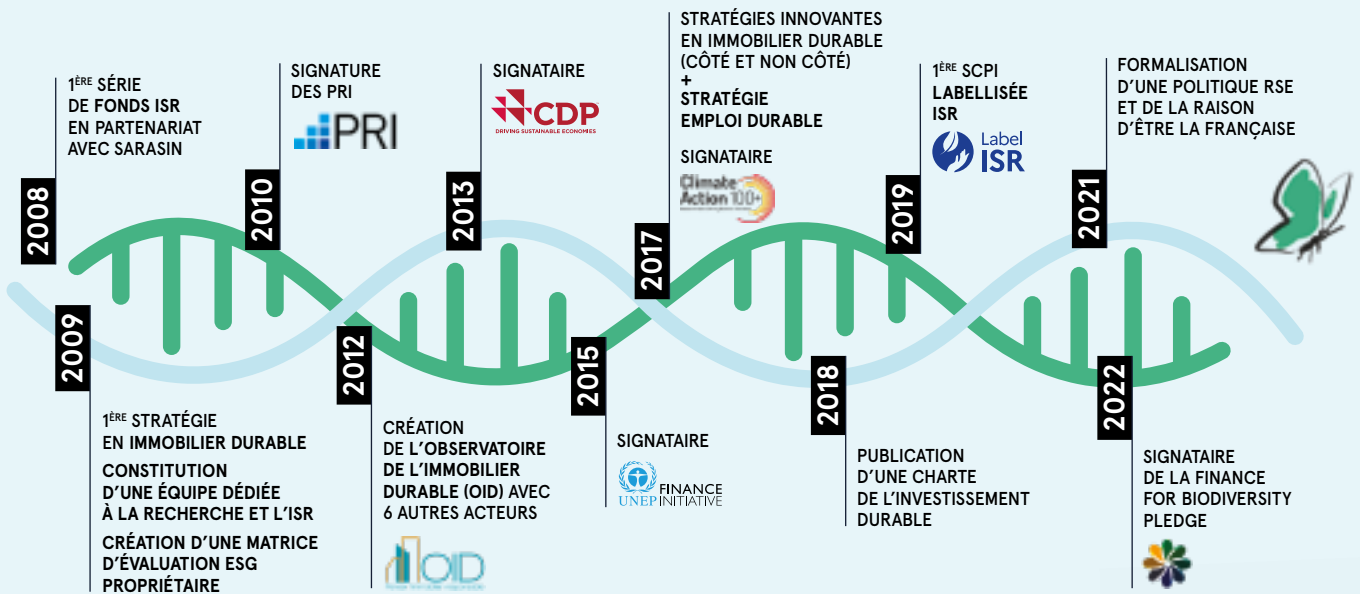 2008
1ÈRE SÉRIE
DE FONDS ISR
EN PARTENARIAT
AVEC SARASIN
2009
1ÈRE STRATÉGIE
EN IMMOBILIER DURABLE
CONSTITUTION
D'UNE ÉQUIPE DÉDIÉE
À LA RECHERCHE ET L'ISR
CRÉATION D'UNE MATRICE
D'ÉVALUATION ESG
PROPRIÉTAIRE
2010
SIGNATURE
DES PRI
PRI
2012
CRÉATION
DE L'OBSERVATOIRE
DE L'IMMOBILIER
DURABLE (OID) AVEC
6 AUTRES ACTEURS
OID
2013
SIGNATAIRE
CDP
DRIVING SUSTAINABLE ECONOMIES
2015
SIGNATAIRE
UNEP FINANCE
INITIATIVE
2017
STRATÉGIES INNOVANTES
EN IMMOBILIER DURABLE
(CÔTÉ ET NON CÔTÉ)
+
STRATÉGIE
EMPLOI DURABLE
SIGNATAIRE
Climate
Action 100+
2018
PUBLICATION
D'UNE CHARTE
DE L'INVESTISSEMENT
DURABLE
2019
1ÈRE SCPI
LABELLISÉE
ISR
Label
ISR
2021
FORMALISATION
D'UNE POLITIQUE RSE
ET DE LA RAISON
D'ÊTRE LA FRANÇAISE
2022
SIGNATAIRE
DE LA FINANCE
FOR BIODIVERSITY
PLEDGE